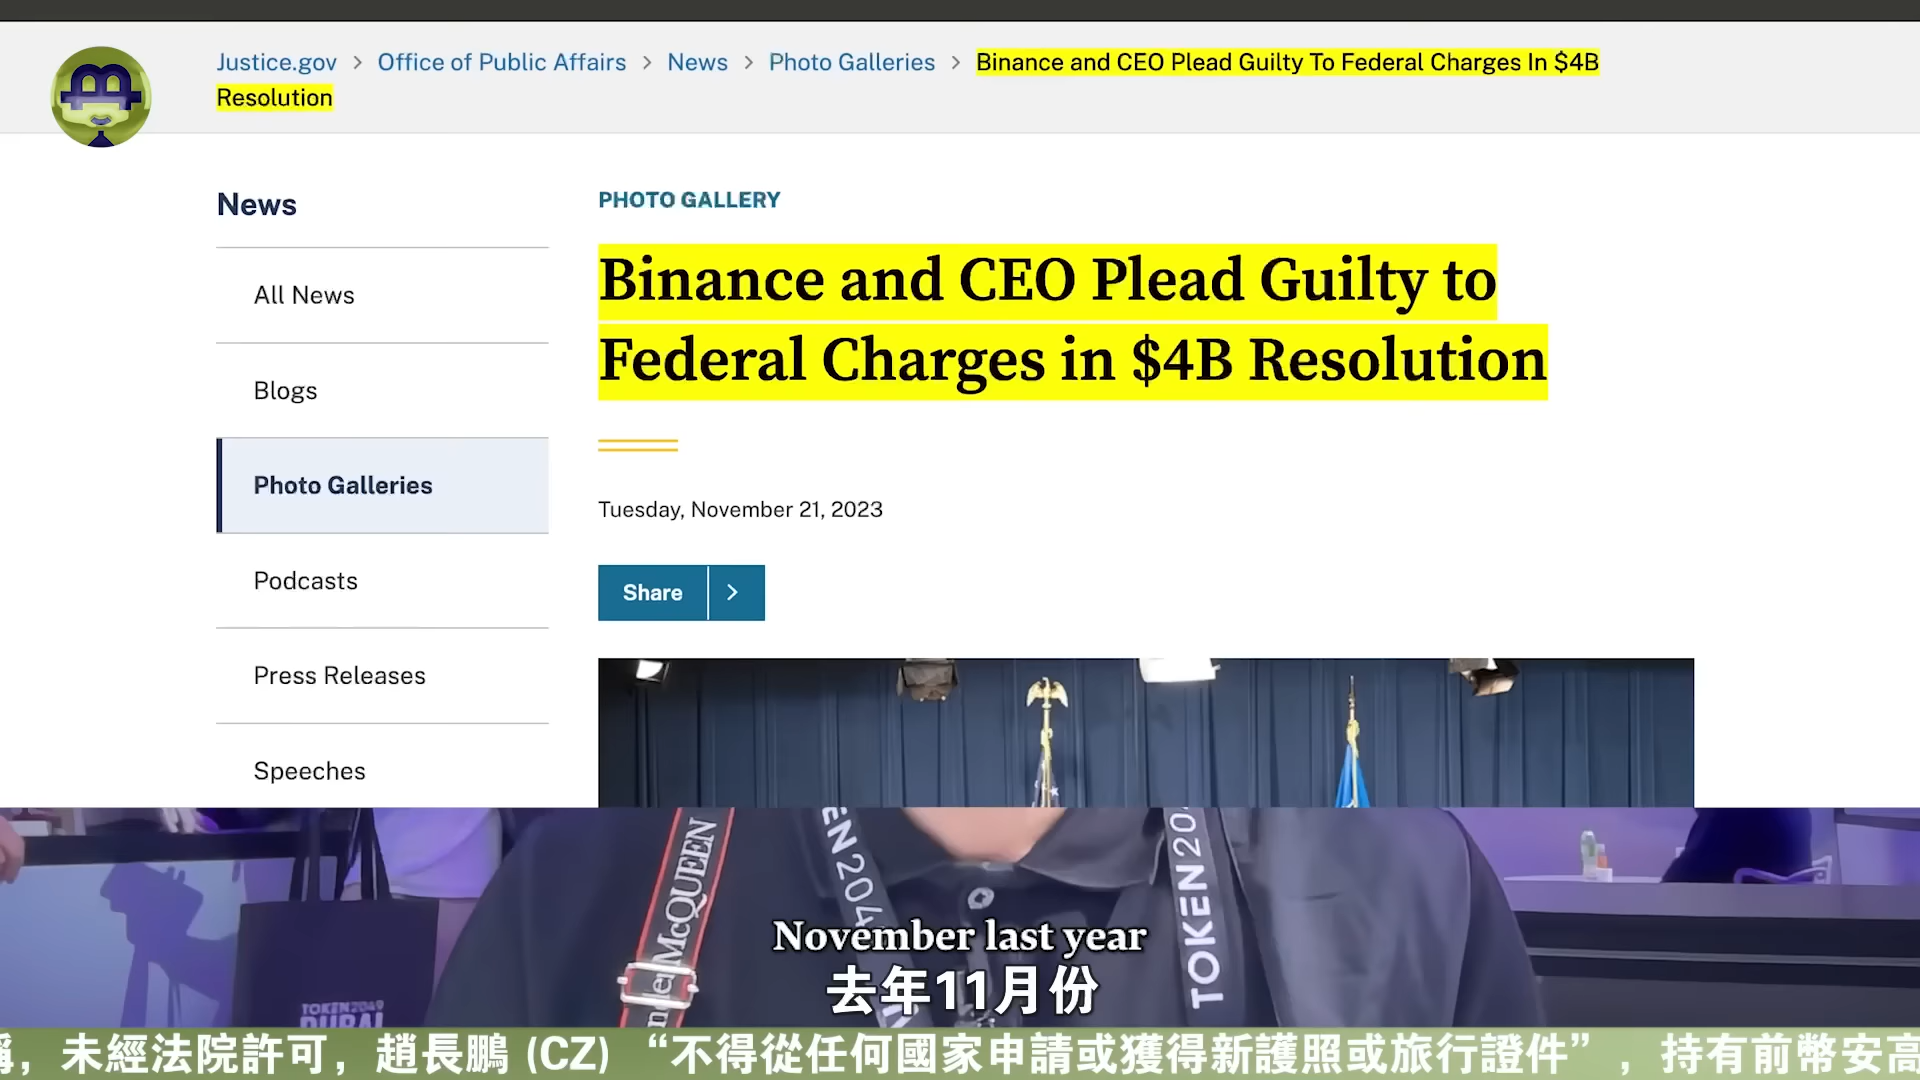 Justice.gov > Office of Public Affairs > News > Photo Galleries > Binance and CEO Plead Guilty To Federal Charges In $4B
Resolution
News
All News
Blogs
Photo Galleries
Podcasts
Press Releases
Speeches
PHOTO GALLERY
Binance and CEO Plead Guilty to
Federal Charges in $4B Resolution
Tuesday, November 21, 2023
Share >
McQUEEN
TOKEN20
TOKEN2049
DUBAI
November last year
去年11月份
稱，未經法院許可，趙長鵬 (CZ) “不得從任何國家申請或獲得新護照或旅行證件”，持有前幣安高